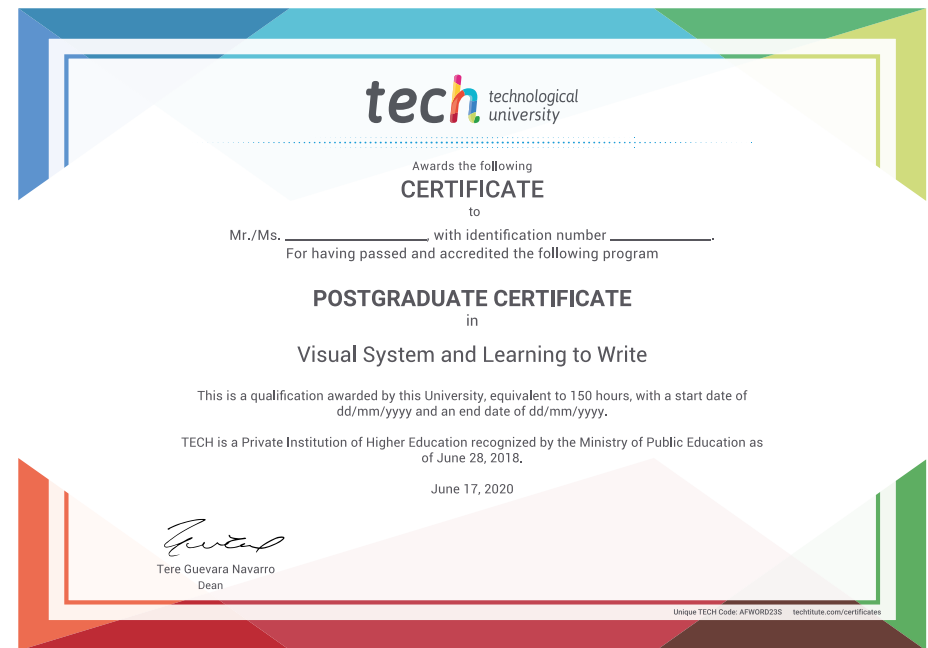 tech technological
university
Awards the following
CERTIFICATE
to
Mr./Ms. ____________________, with identification number ______________.
For having passed and accredited the following program
POSTGRADUATE CERTIFICATE
in
Visual System and Learning to Write
This is a qualification awarded by this University, equivalent to 150 hours, with a start date of
dd/mm/yyyy and an end date of dd/mm/yyyy.
TECH is a Private Institution of Higher Education recognized by the Ministry of Public Education as
of June 28, 2018.
June 17, 2020
Tere Guevara Navarro
Dean
Unique TECH Code: AFWORD23S techtitute.com/certificates